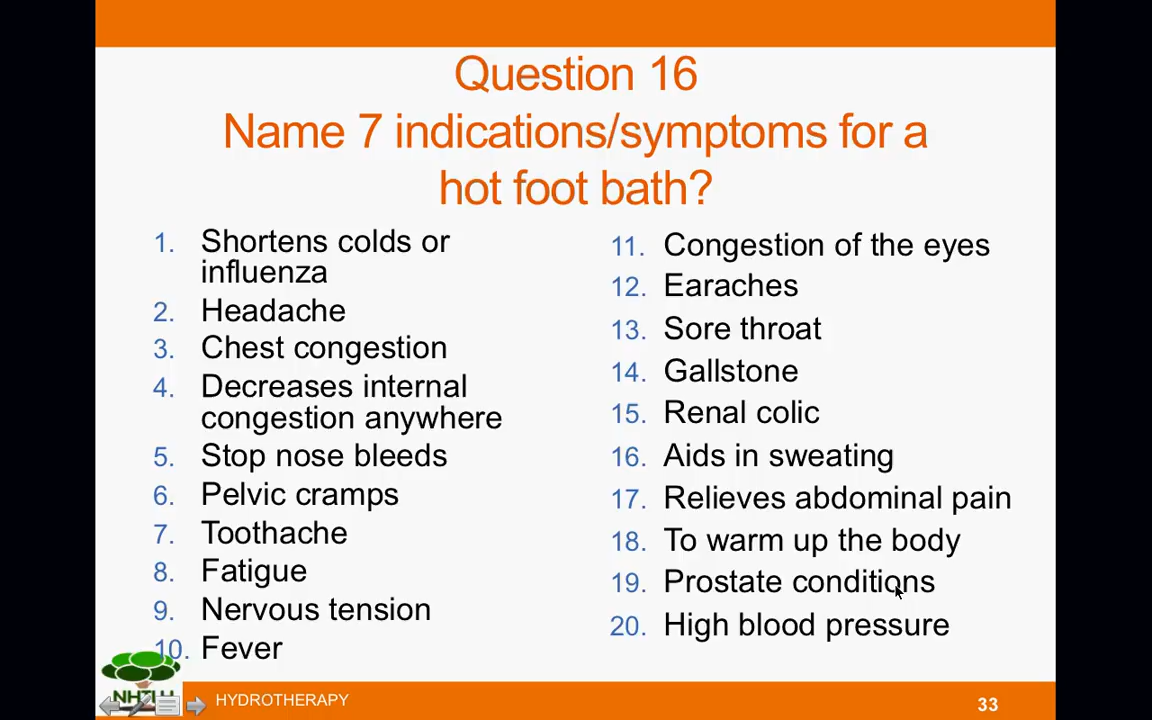 Question 16
Name 7 indications/symptoms for a
hot foot bath?
1. Shortens colds or
influenza
2. Headache
3. Chest congestion
4. Decreases internal
congestion anywhere
5. Stop nose bleeds
6. Pelvic cramps
7. Toothache
8. Fatigue
9. Nervous tension
10. Fever
11. Congestion of the eyes
12. Earaches
13. Sore throat
14. Gallstone
15. Renal colic
16. Aids in sweating
17. Relieves abdominal pain
18. To warm up the body
19. Prostate conditions
20. High blood pressure
HYDROTHERAPY
33